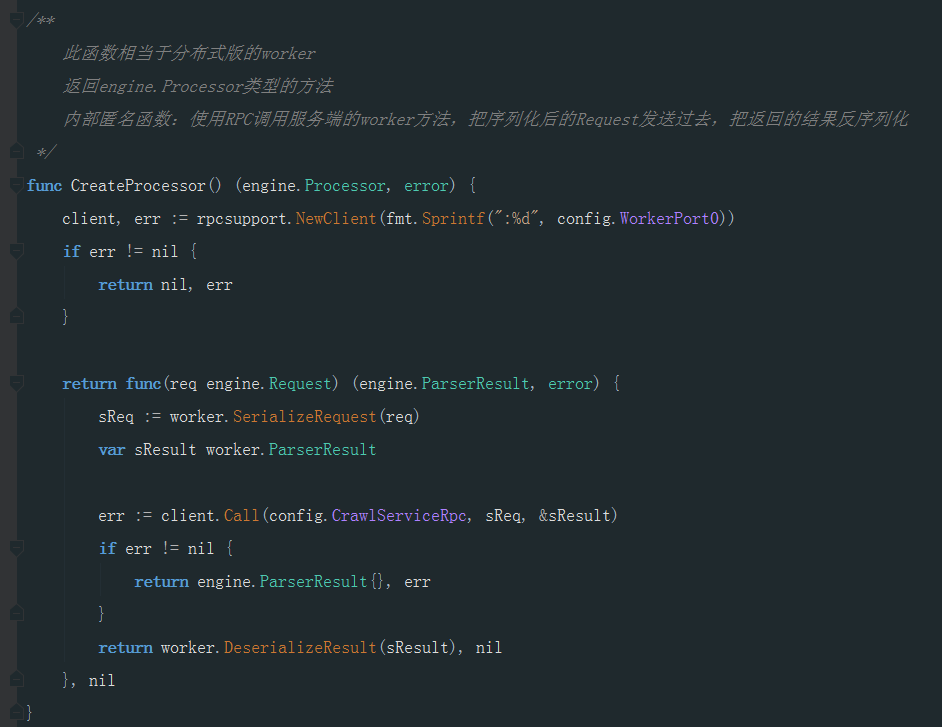 /**
    此函数相当于分布式版的worker
    返回engine.Processor类型的方法
    内部匿名函数：使用RPC调用服务端的worker方法，把序列化后的Request发送过去，把返回的结果反序列化
 */
func CreateProcessor() (engine.Processor, error) {
    client, err := rpcsupport.NewClient(fmt.Sprintf(":%d", config.WorkerPort0))
    if err != nil {
        return nil, err
    }

    return func(req engine.Request) (engine.ParserResult, error) {
        sReq := worker.SerializeRequest(req)
        var sResult worker.ParserResult

        err := client.Call(config.CrawlServiceRpc, sReq, &sResult)
        if err != nil {
            return engine.ParserResult{}, err
        }
        return worker.DeserializeResult(sResult), nil
    }, nil
}